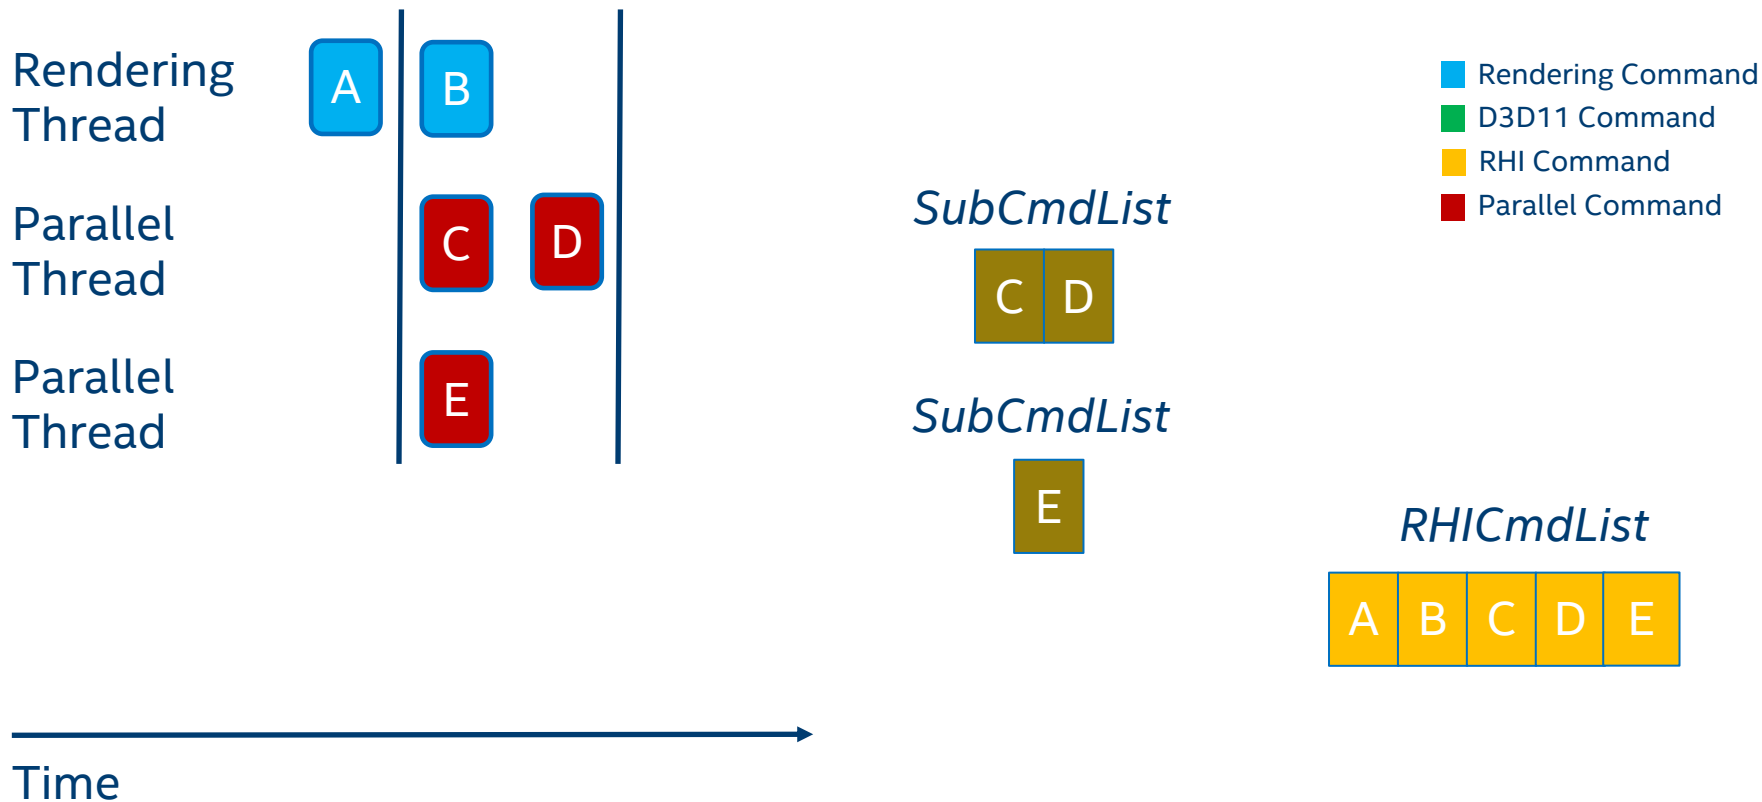 Rendering
Thread
A
B
Parallel
Thread
C
D
Parallel
Thread
E
Time
SubCmdList
C D
SubCmdList
E
RHICmdList
A B C D E
Rendering Command
D3D11 Command
RHI Command
Parallel Command